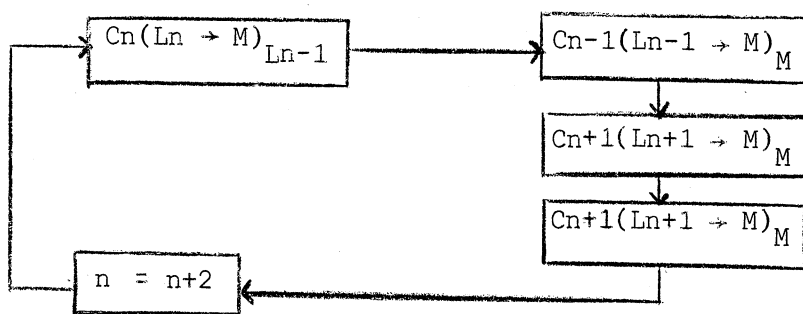 Cn(Ln → M)Ln-1
Cn-1(Ln-1 → M)M
Cn+1(Ln+1 → M)M
Cn+1(Ln+1 → M)M
n = n+2